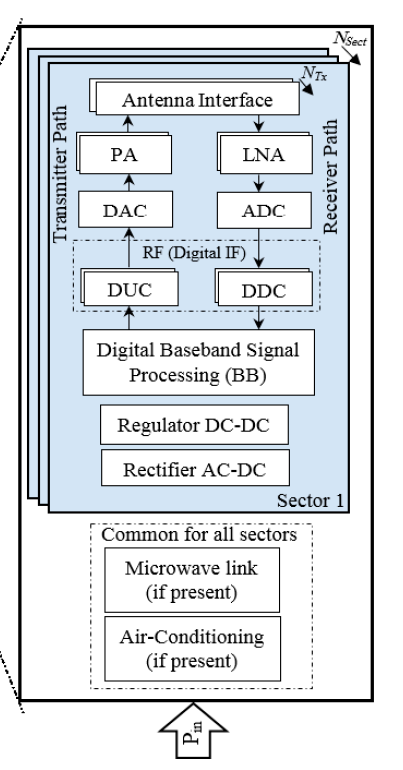 N_Sect
N_Tx
Antenna Interface
Transmitter Path
Receiver Path
PA
LNA
DAC
ADC
RF (Digital IF)
DUC
DDC
Digital Baseband Signal
Processing (BB)
Regulator DC-DC
Rectifier AC-DC
Sector 1
Common for all sectors
Microwave link
(if present)
Air-Conditioning
(if present)
P_in